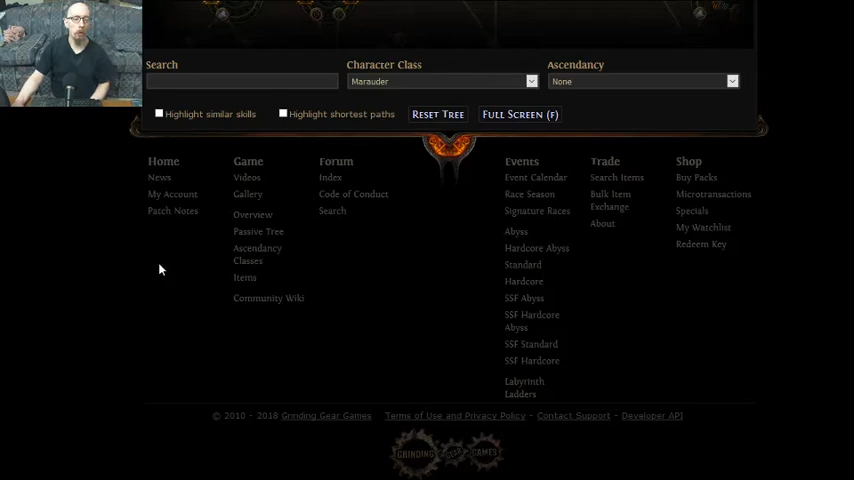 Search
Character Class
Ascendancy
Marauder
None
Highlight similar skills
Highlight shortest paths
Reset Tree
Full Screen (f)
Home
News
My Account
Patch Notes
Game
Videos
Gallery
Overview
Passive Tree
Ascendancy
Classes
Items
Community Wiki
Forum
Index
Code of Conduct
Search
Events
Event Calendar
Race Season
Signature Races
Abyss
Hardcore Abyss
Standard
Hardcore
SSF Abyss
SSF Hardcore
Abyss
SSF Standard
SSF Hardcore
Labyrinth
Ladders
Trade
Search Items
Bulk Item
Exchange
About
Shop
Buy Packs
Microtransactions
Specials
My Watchlist
Redeem Key
© 2010 - 2018 Grinding Gear Games Terms of Use and Privacy Policy - Contact Support - Developer API
GRINDING GEAR GAMES